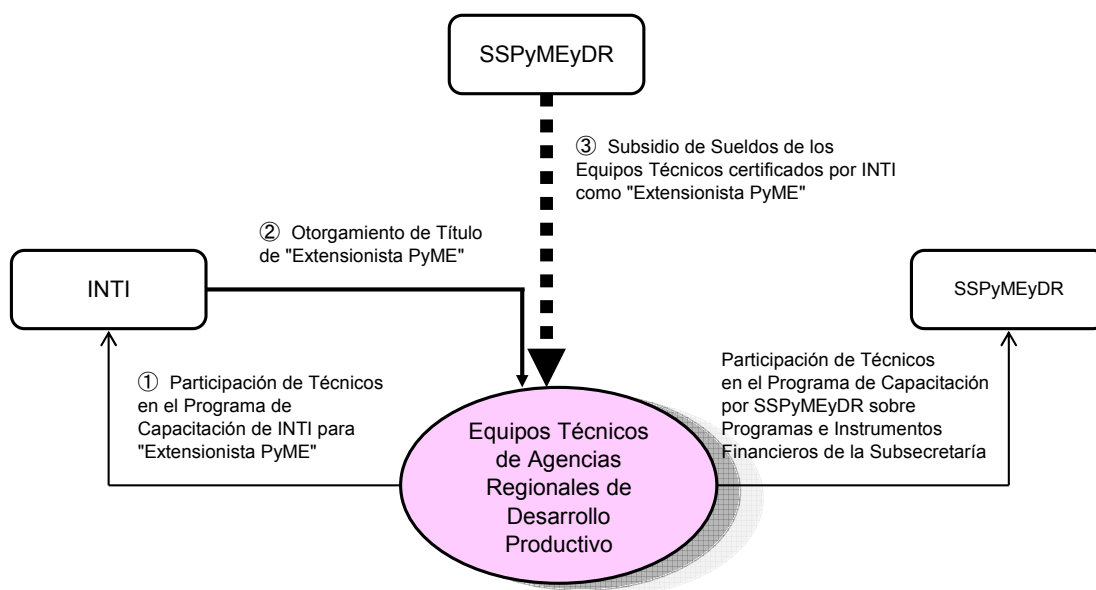 SSPyMEyDR
③ Subsidio de Sueldos de los
Equipos Técnicos certificados por INTI
como "Extensionista PyME"
② Otorgamiento de Título
de "Extensionista PyME"
INTI
SSPyMEyDR
① Participación de Técnicos
en el Programa de
Capacitación de INTI para
"Extensionista PyME"
Participación de Técnicos
en el Programa de Capacitación
por SSPyMEyDR sobre
Programas e Instrumentos
Financieros de la Subsecretaría
Equipos Técnicos
de Agencias
Regionales de
Desarrollo
Productivo